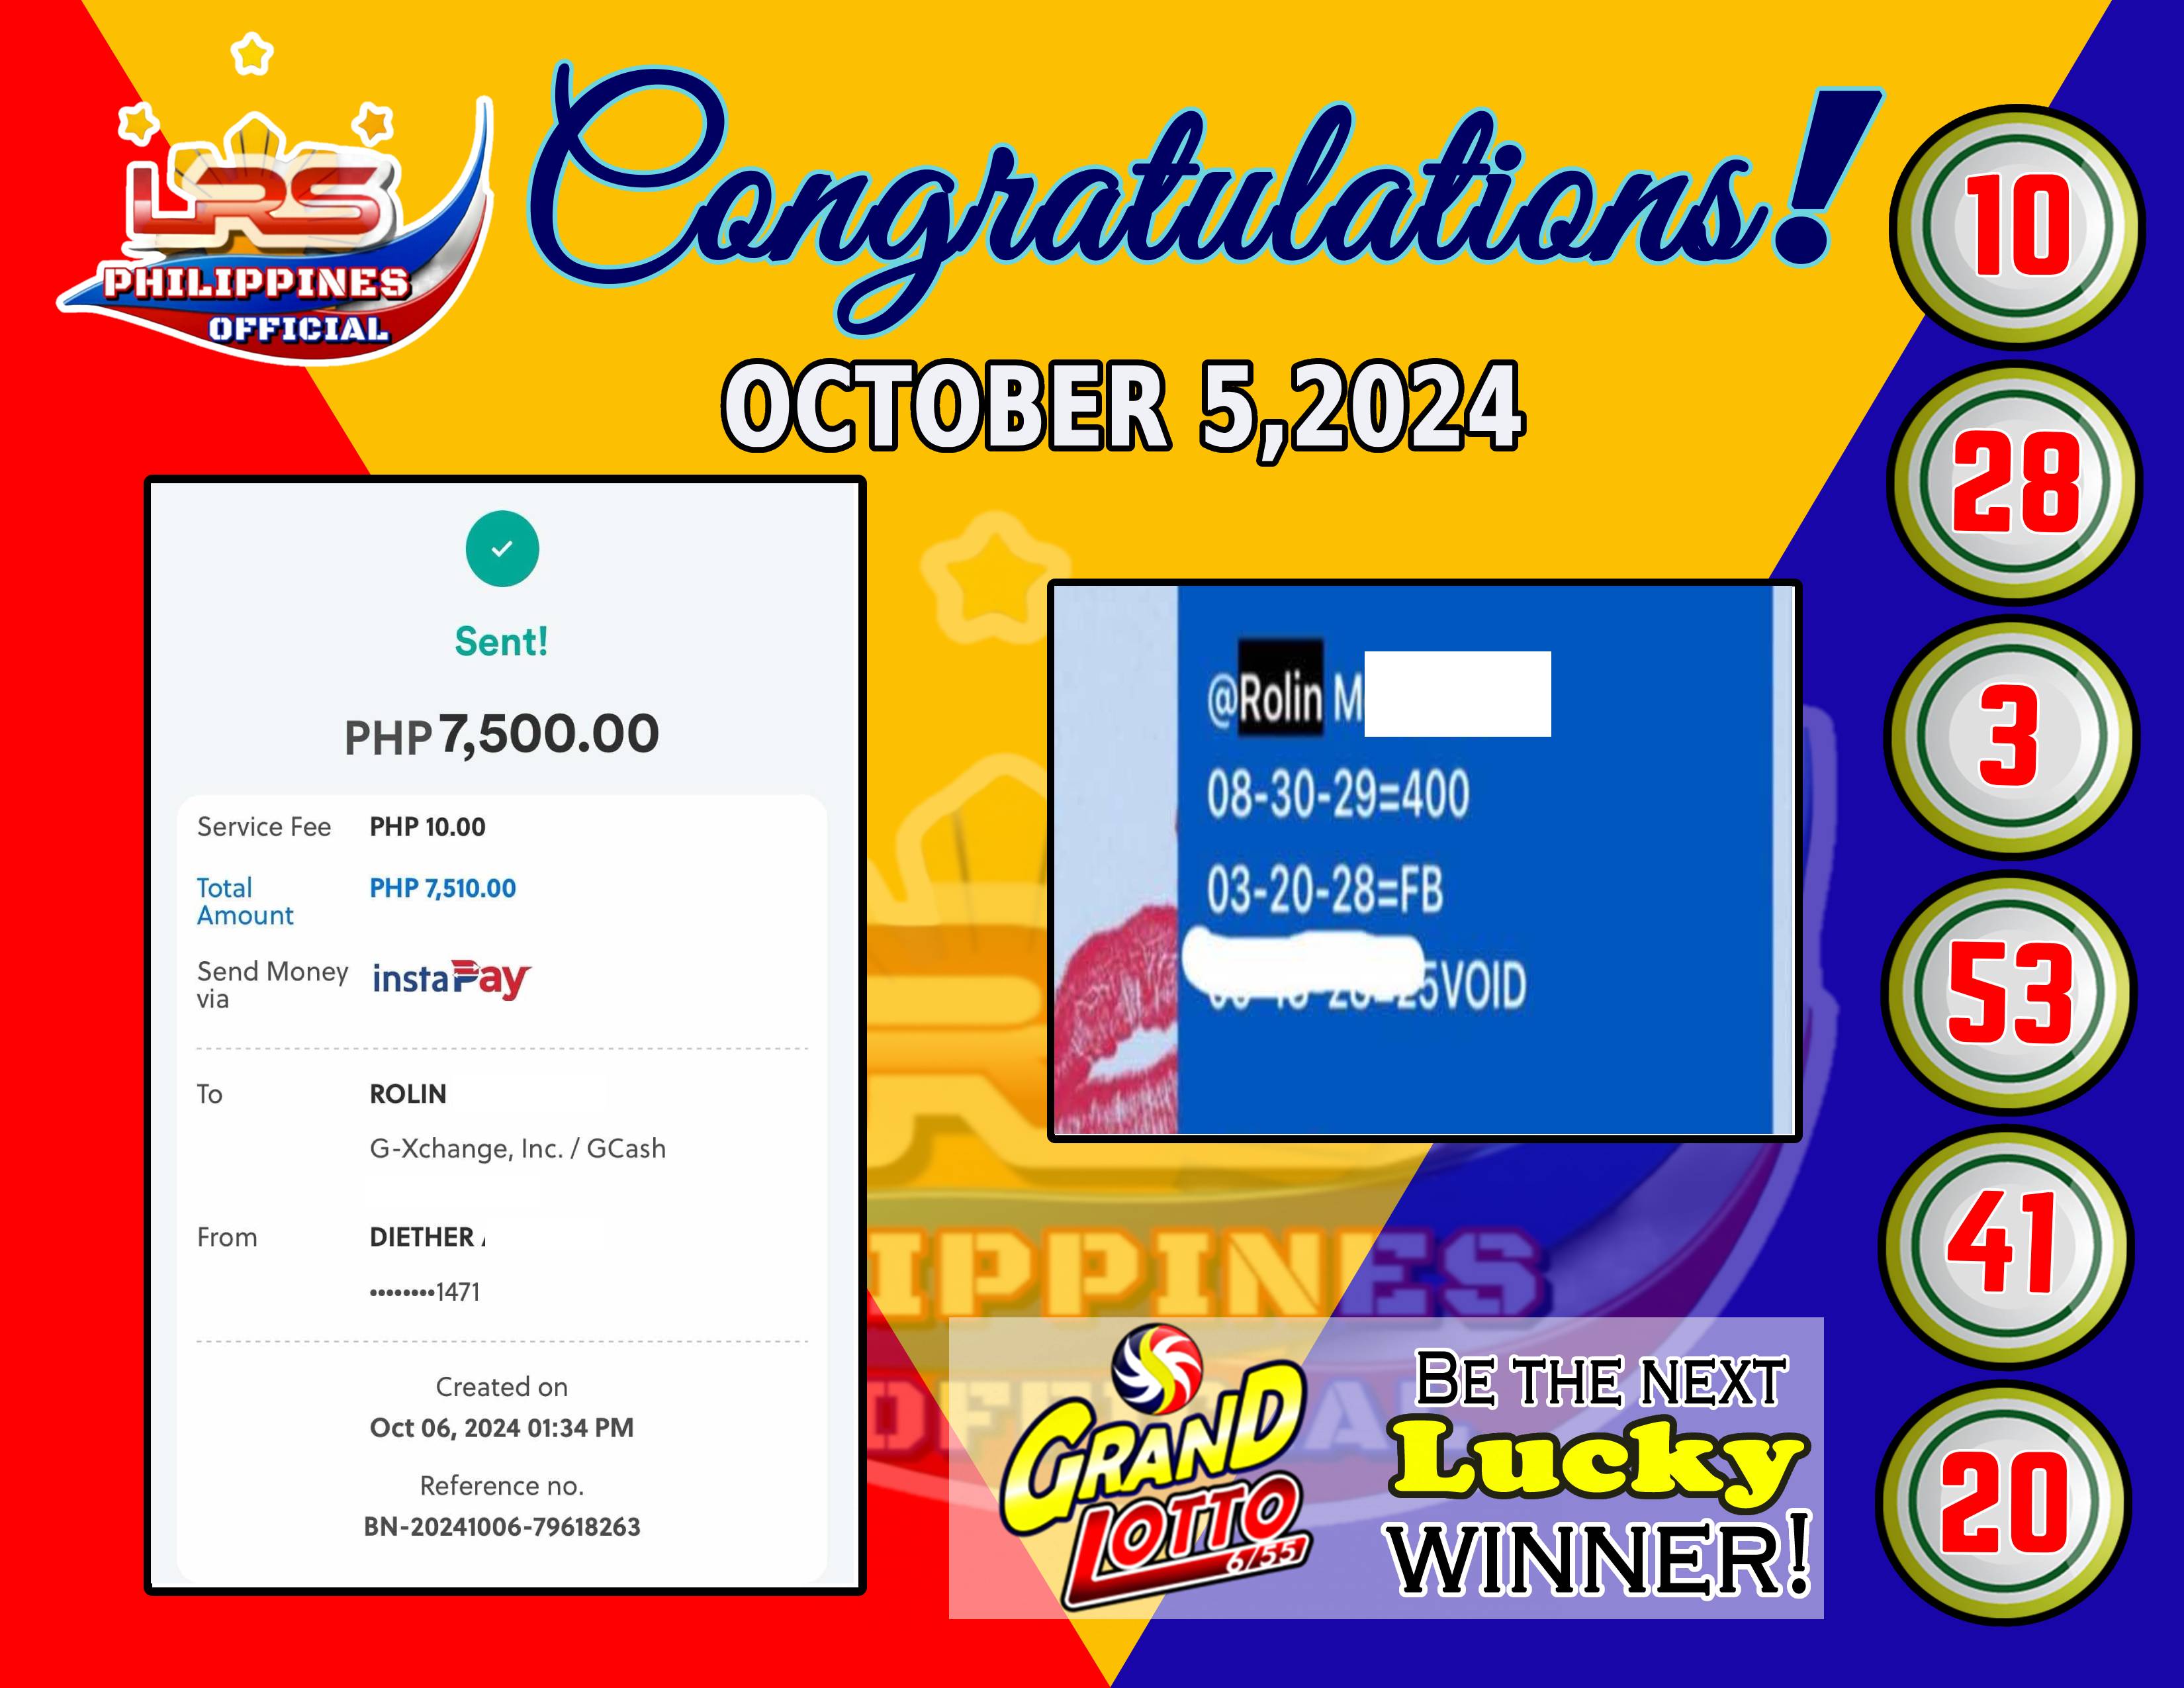 LRS
PHILIPPINES
OFFICIAL
Congratulations!
OCTOBER 5,2024
Sent!
PHP 7,500.00
Service Fee PHP 10.00
Total
Amount
PHP 7,510.00
Send Money
via
instaPay
To ROLIN
G-Xchange, Inc. / GCash
From DIETHER
••••••••1471
Created on
Oct 06, 2024 01:34 PM
Reference no.
BN-20241006-79618263
@Rolin M
08-30-29=400
03-20-28=FB
5VOID
IPPINES
GRAND
LOTTO
6/55
BE THE NEXT
Lucky
WINNER!
10
28
3
53
41
20